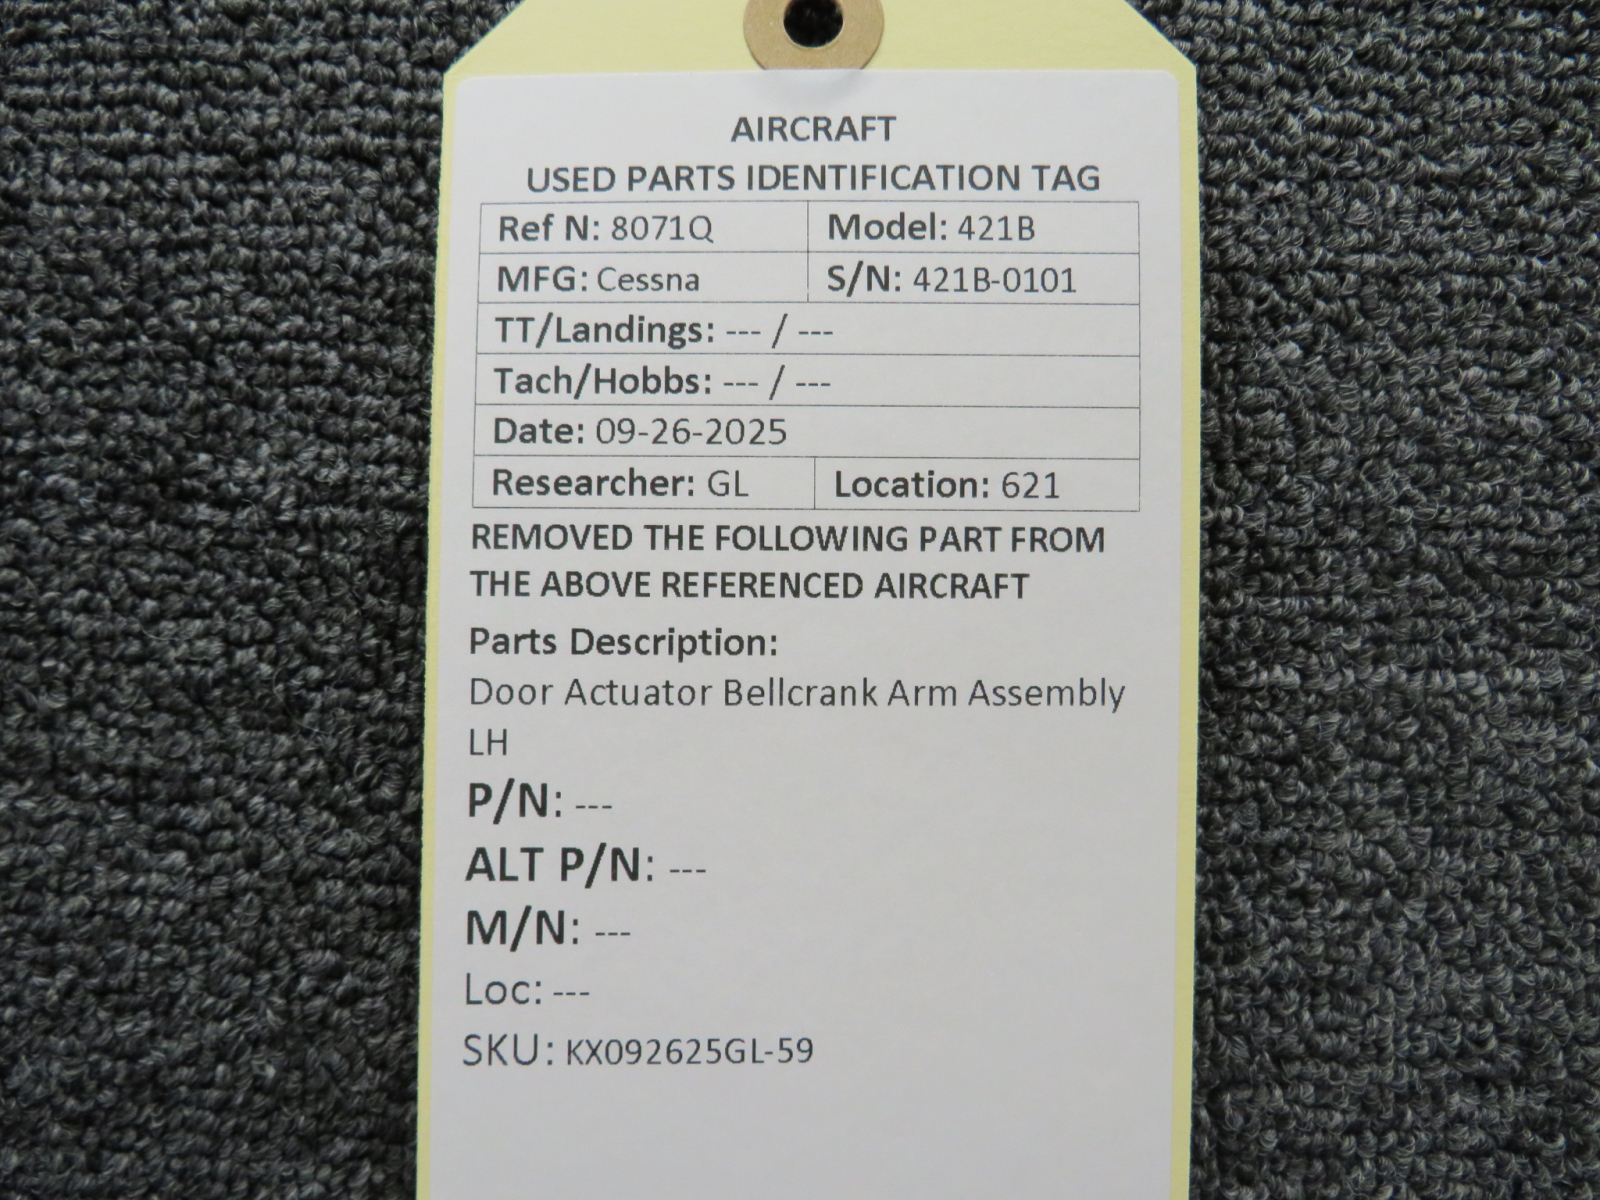 AIRCRAFT
USED PARTS IDENTIFICATION TAG
Ref N: 8071Q Model: 421B
MFG: Cessna S/N: 421B-0101
TT/Landings: --- / ---
Tach/Hobbs: --- / ---
Date: 09-26-2025
Researcher: GL Location: 621
REMOVED THE FOLLOWING PART FROM
THE ABOVE REFERENCED AIRCRAFT
Parts Description:
Door Actuator Bellcrank Arm Assembly
LH
P/N: ---
ALT P/N: ---
M/N: ---
Loc: ---
SKU: KX092625GL-59